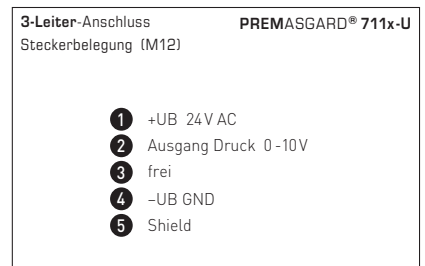 3-Leiter-Anschluss PREMASGARD® 711x-U
Steckerbelegung (M12)
1 +UB 24V AC
2 Ausgang Druck 0-10V
3 frei
4 –UB GND
5 Shield